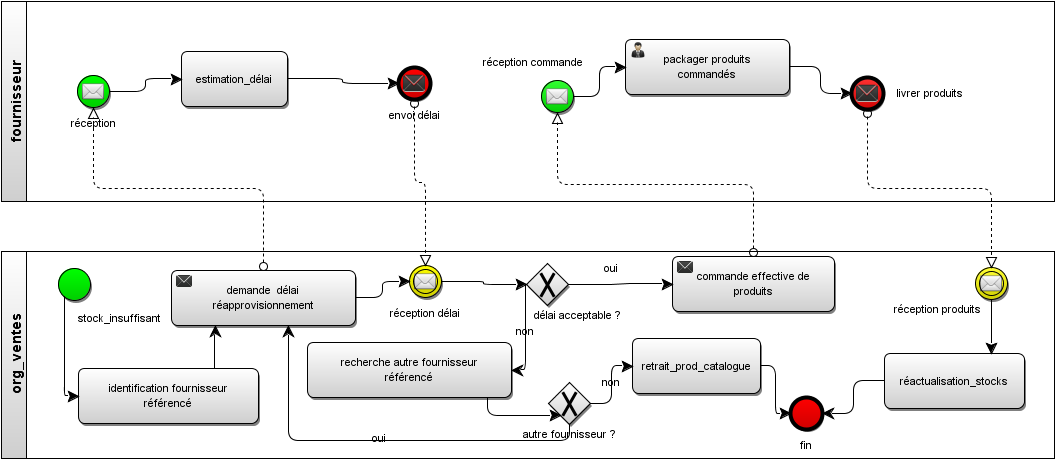 fournisseur
réception
estimation_délai
envoi délai
réception commande
packager produits
commandés
livrer produits
org_ventes
stock_insuffisant
identification fournisseur
référencé
demande  délai
réapprovisionnement
réception délai
délai acceptable ?
oui
non
commande effective de
produits
réception produits
recherche autre fournisseur
référencé
autre fournisseur ?
oui
non
retrait_prod_catalogue
fin
réactualisation_stocks